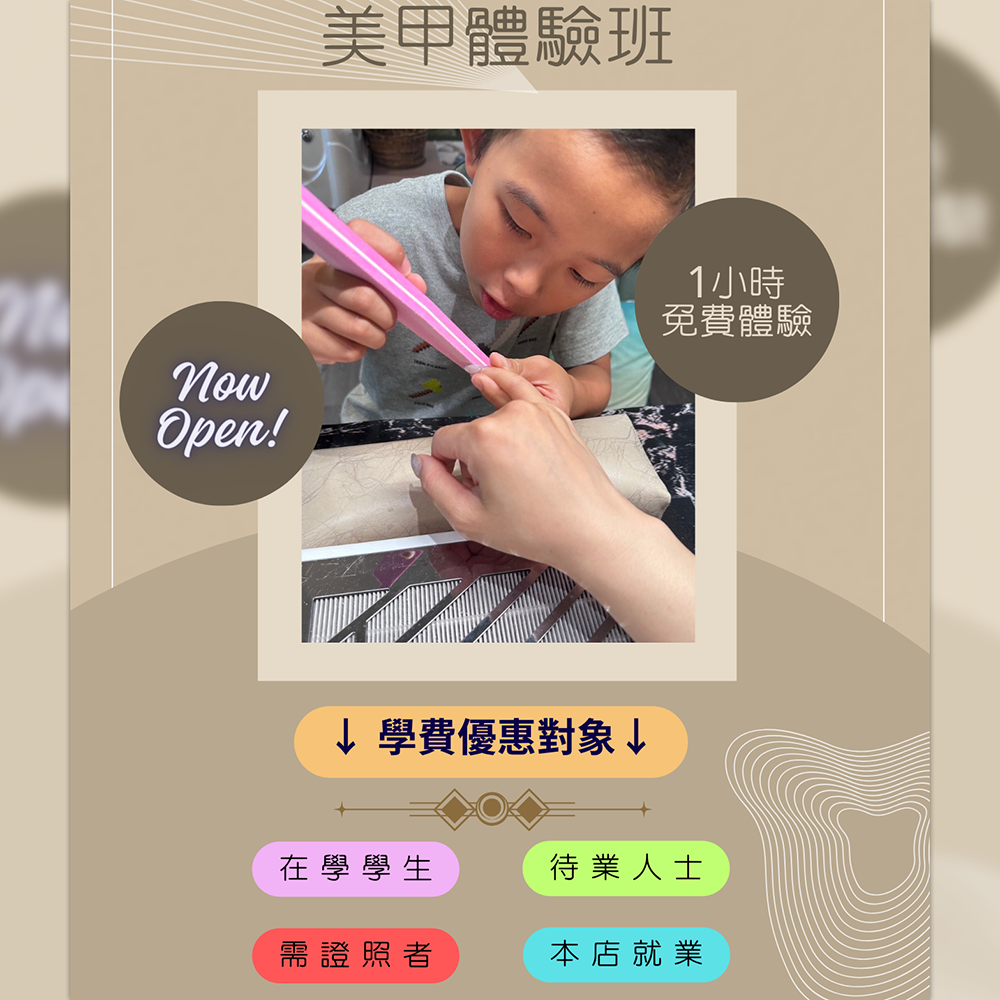 美甲體驗班
1小時
免費體驗
Now
Open!
↓ 學費優惠對象↓
在學學生
待業人士
需證照者
本店就業